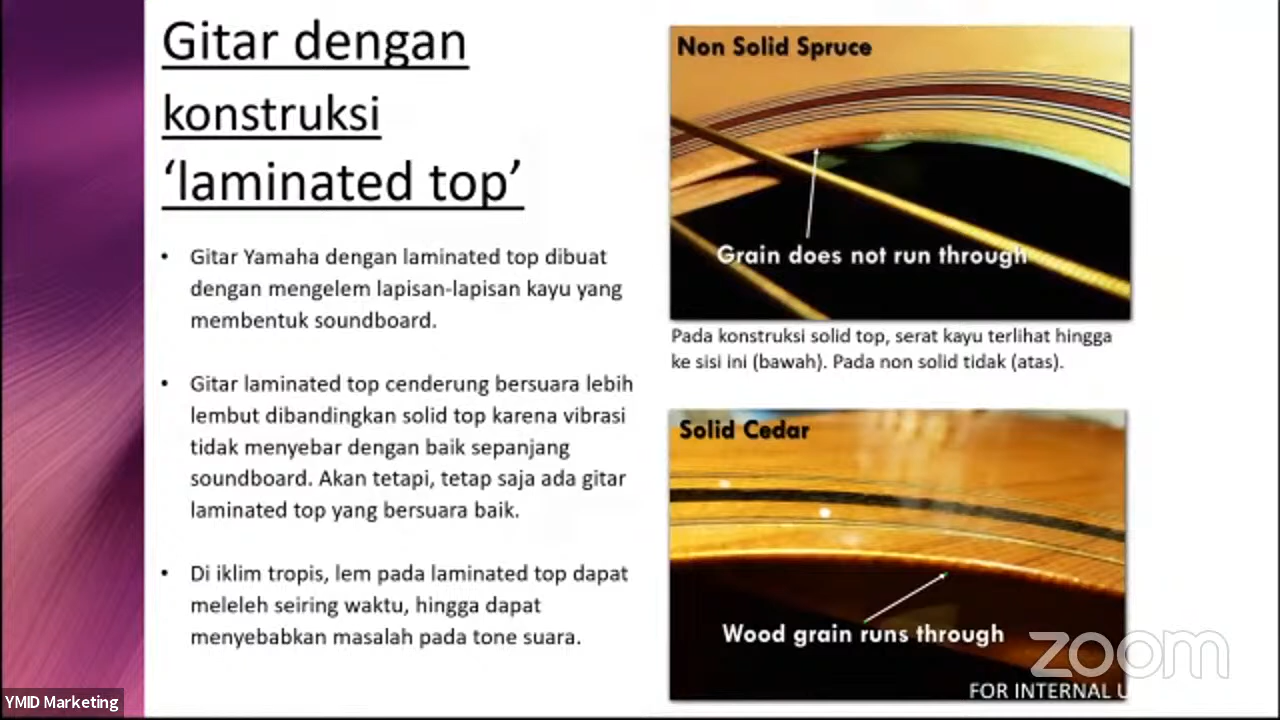 Gitar dengan
konstruksi
‘laminated top’
• Gitar Yamaha dengan laminated top dibuat
dengan mengelem lapisan-lapisan kayu yang
membentuk soundboard.
• Gitar laminated top cenderung bersuara lebih
lembut dibandingkan solid top karena vibrasi
tidak menyebar dengan baik sepanjang
soundboard. Akan tetapi, tetap saja ada gitar
laminated top yang bersuara baik.
• Di iklim tropis, lem pada laminated top dapat
meleleh seiring waktu, hingga dapat
menyebabkan masalah pada tone suara.
Non Solid Spruce
Grain does not run through
Pada konstruksi solid top, serat kayu terlihat hingga
ke sisi ini (bawah). Pada non solid tidak (atas).
Solid Cedar
Wood grain runs through
zoom
FOR INTERNAL U
YMID Marketing